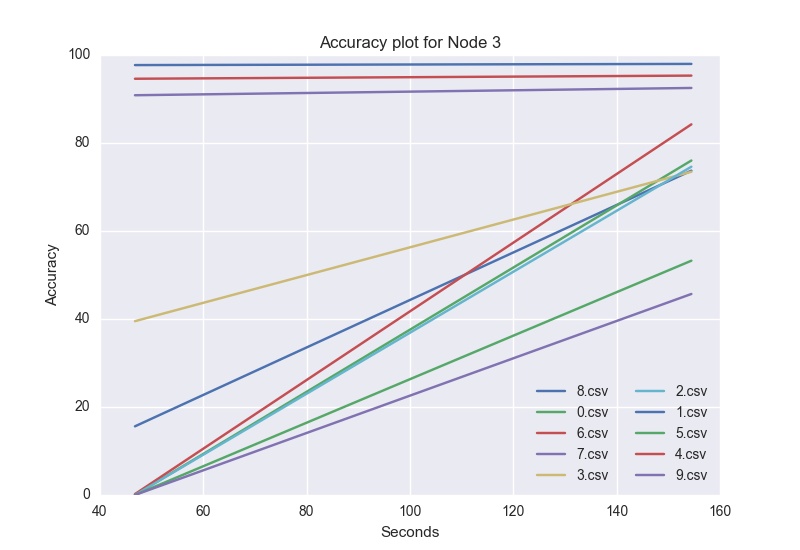 Accuracy plot for Node 3
100
80
60
40
20
0
Accuracy
40
60
80
100
120
140
160
Seconds
8.csv
0.csv
6.csv
7.csv
3.csv
2.csv
1.csv
5.csv
4.csv
9.csv